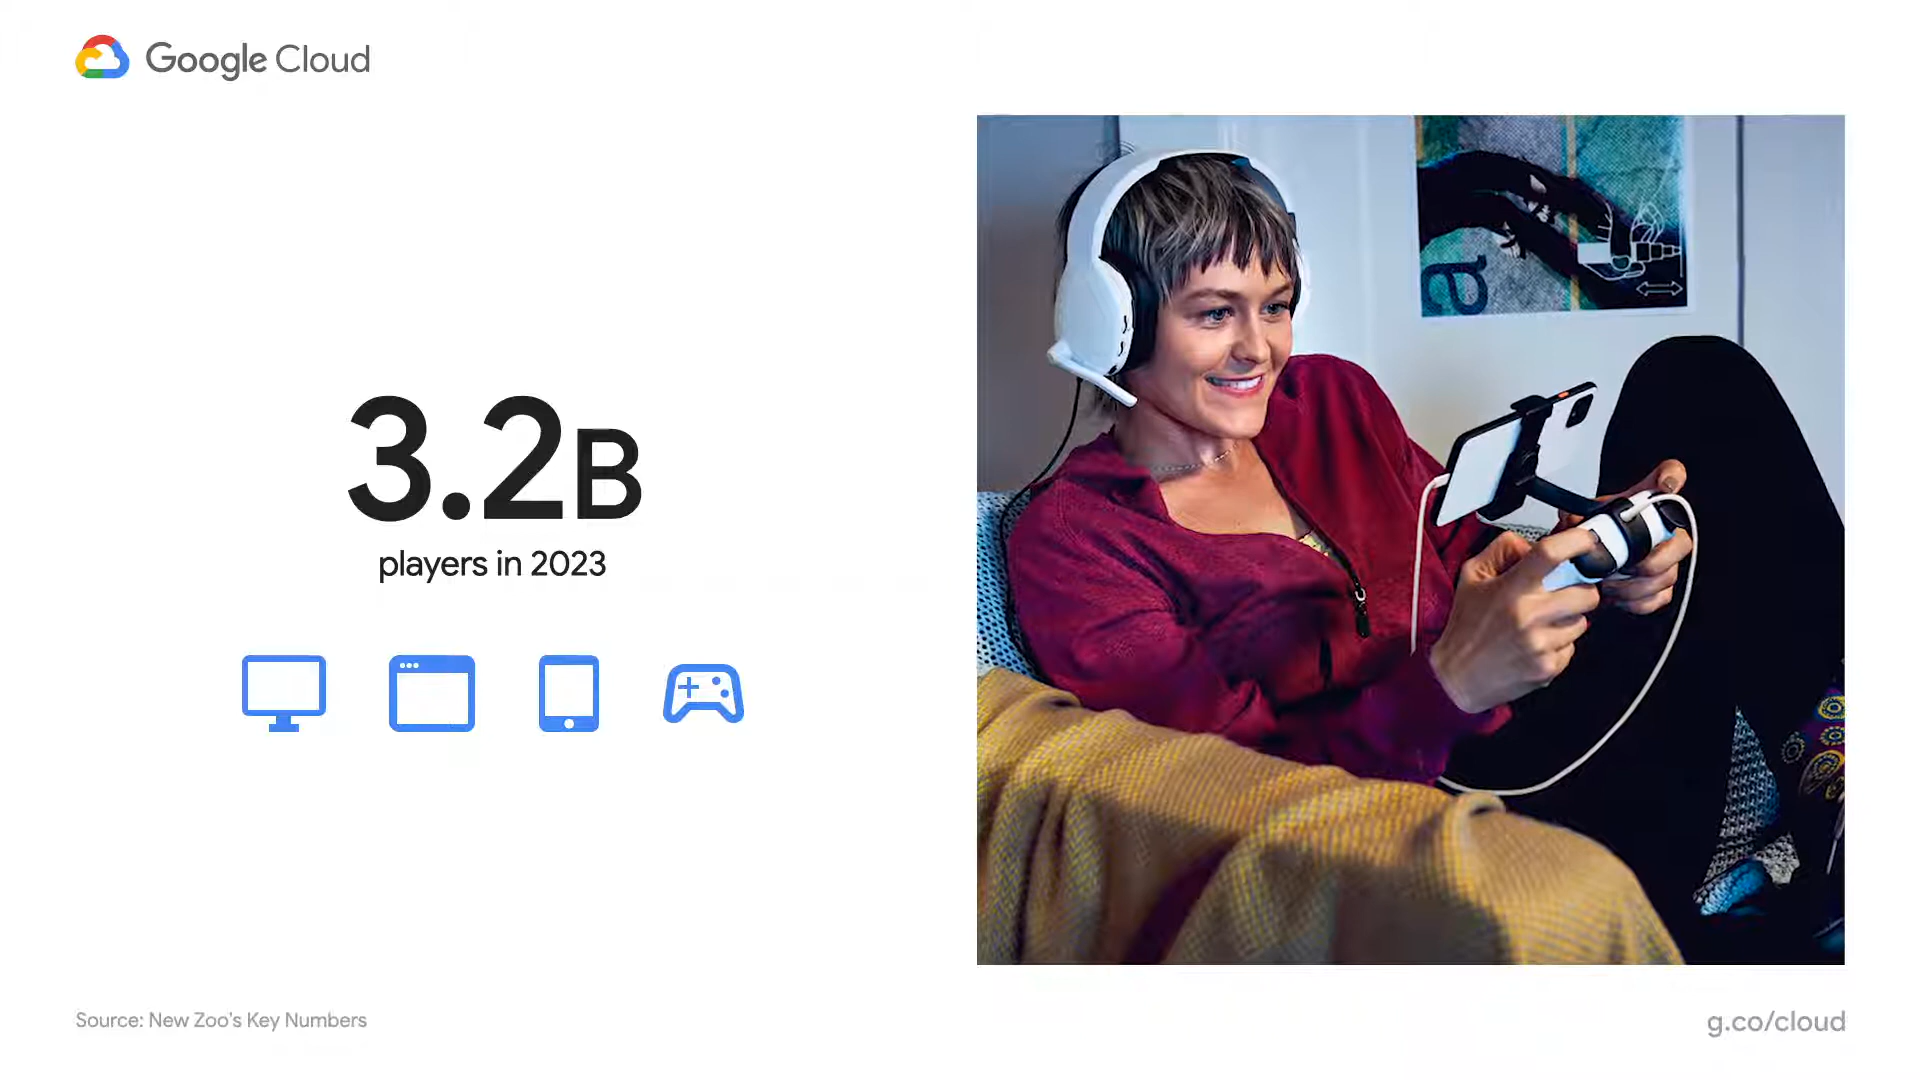 Google Cloud
3.2B
players in 2023
a
Source: New Zoo's Key Numbers
g.co/cloud